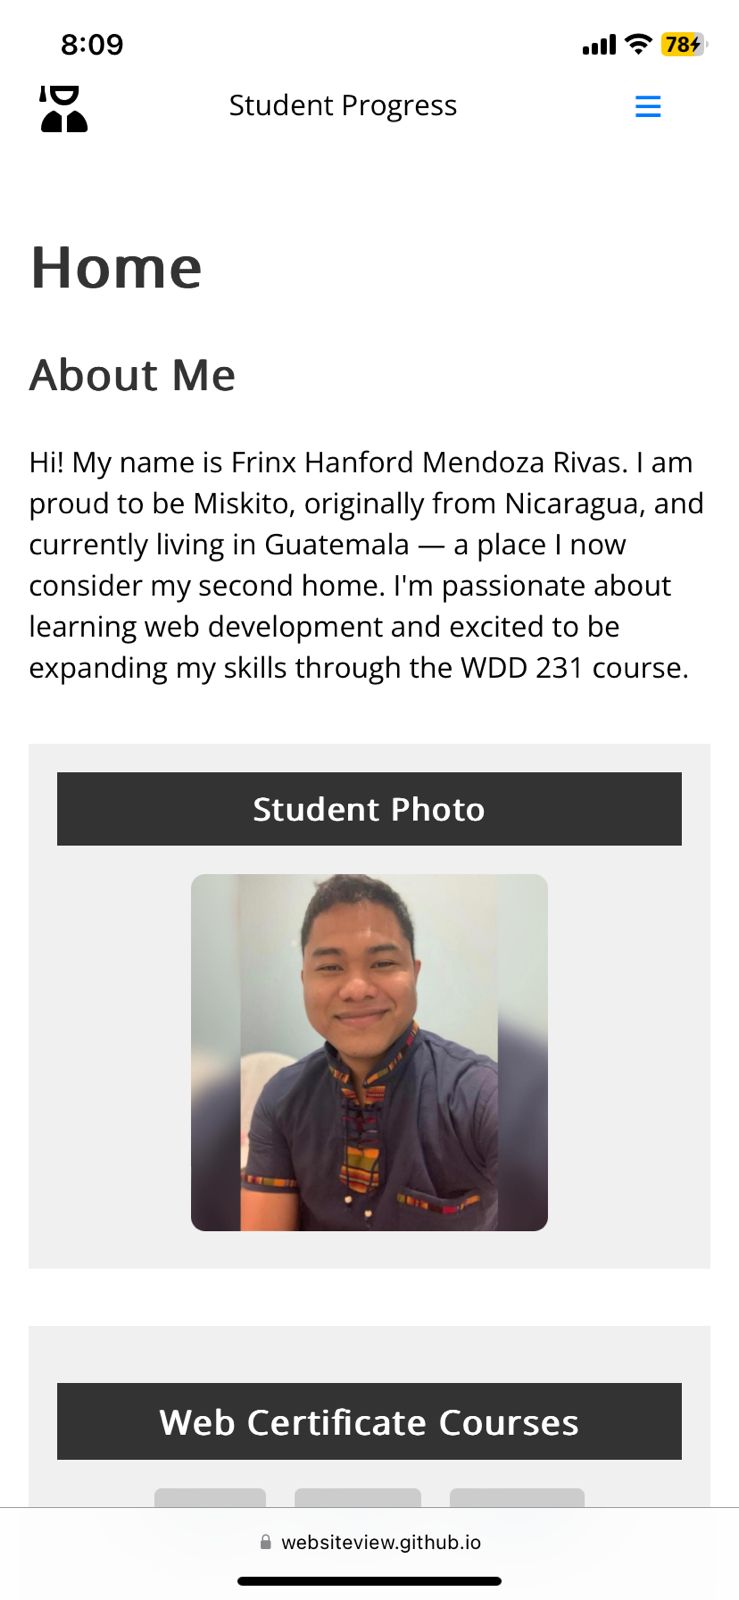 8:09
78
Student Progress
Home
About Me
Hi! My name is Frinx Hanford Mendoza Rivas. I am
proud to be Miskito, originally from Nicaragua, and
currently living in Guatemala — a place I now
consider my second home. I'm passionate about
learning web development and excited to be
expanding my skills through the WDD 231 course.
Student Photo
Web Certificate Courses
websiteview.github.io